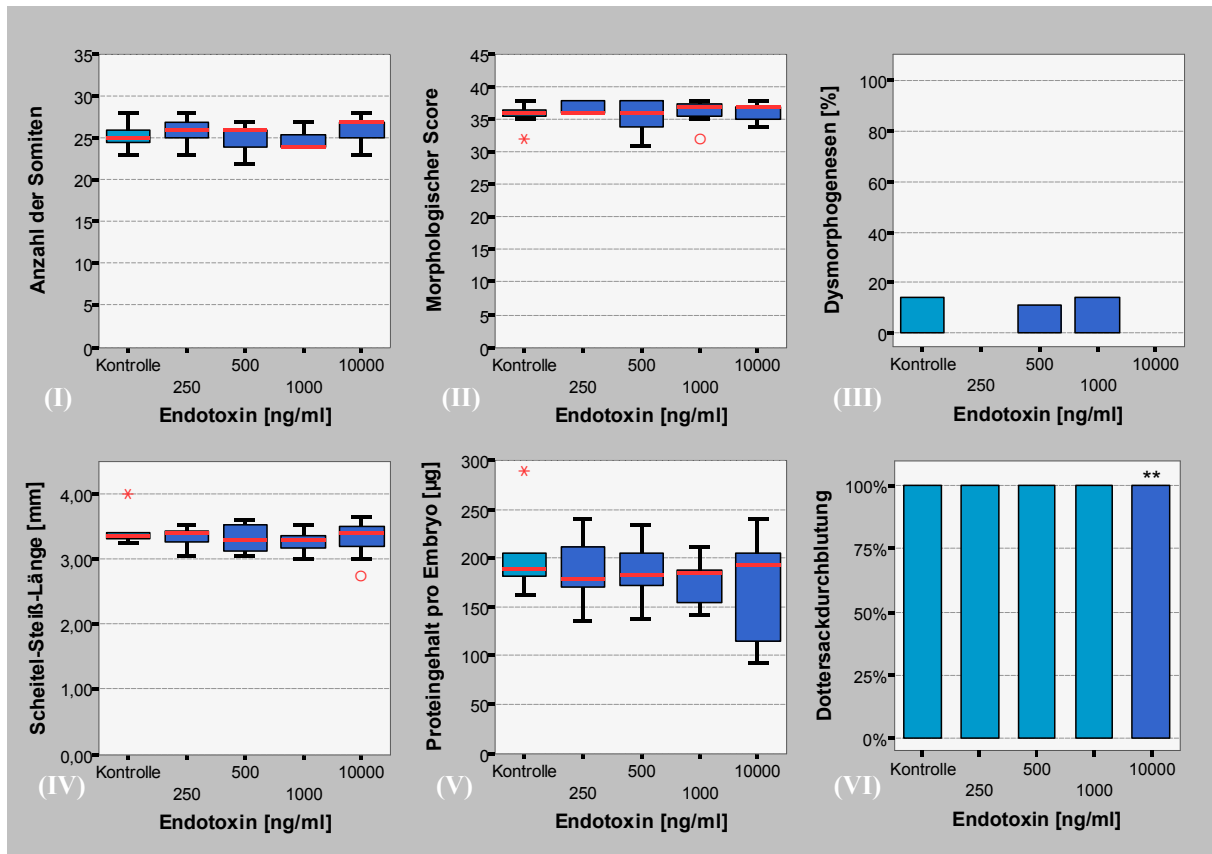 35
30
25
20
15
10
5
0
Anzahl der Somiten
Kontrolle 500 10000
250 1000
Endotoxin [ng/ml]
(I)
45
40
35
30
25
20
15
10
5
0
Morphologischer Score
Kontrolle 500 10000
250 1000
Endotoxin [ng/ml]
(II)
100
80
60
40
20
0
Dysmorphogenesen [%]
Kontrolle 500 10000
250 1000
Endotoxin [ng/ml]
(III)
4,00
3,00
2,00
1,00
0,00
Scheitel-Steiß-Länge [mm]
Kontrolle 500 10000
250 1000
Endotoxin [ng/ml]
(IV)
300
250
200
150
100
50
0
Proteingehalt pro Embryo [µg]
Kontrolle 500 10000
250 1000
Endotoxin [ng/ml]
(V)
**
100%
75%
50%
25%
0%
Dottersackdurchblutung
Kontrolle 500 10000
250 1000
Endotoxin [ng/ml]
(VI)